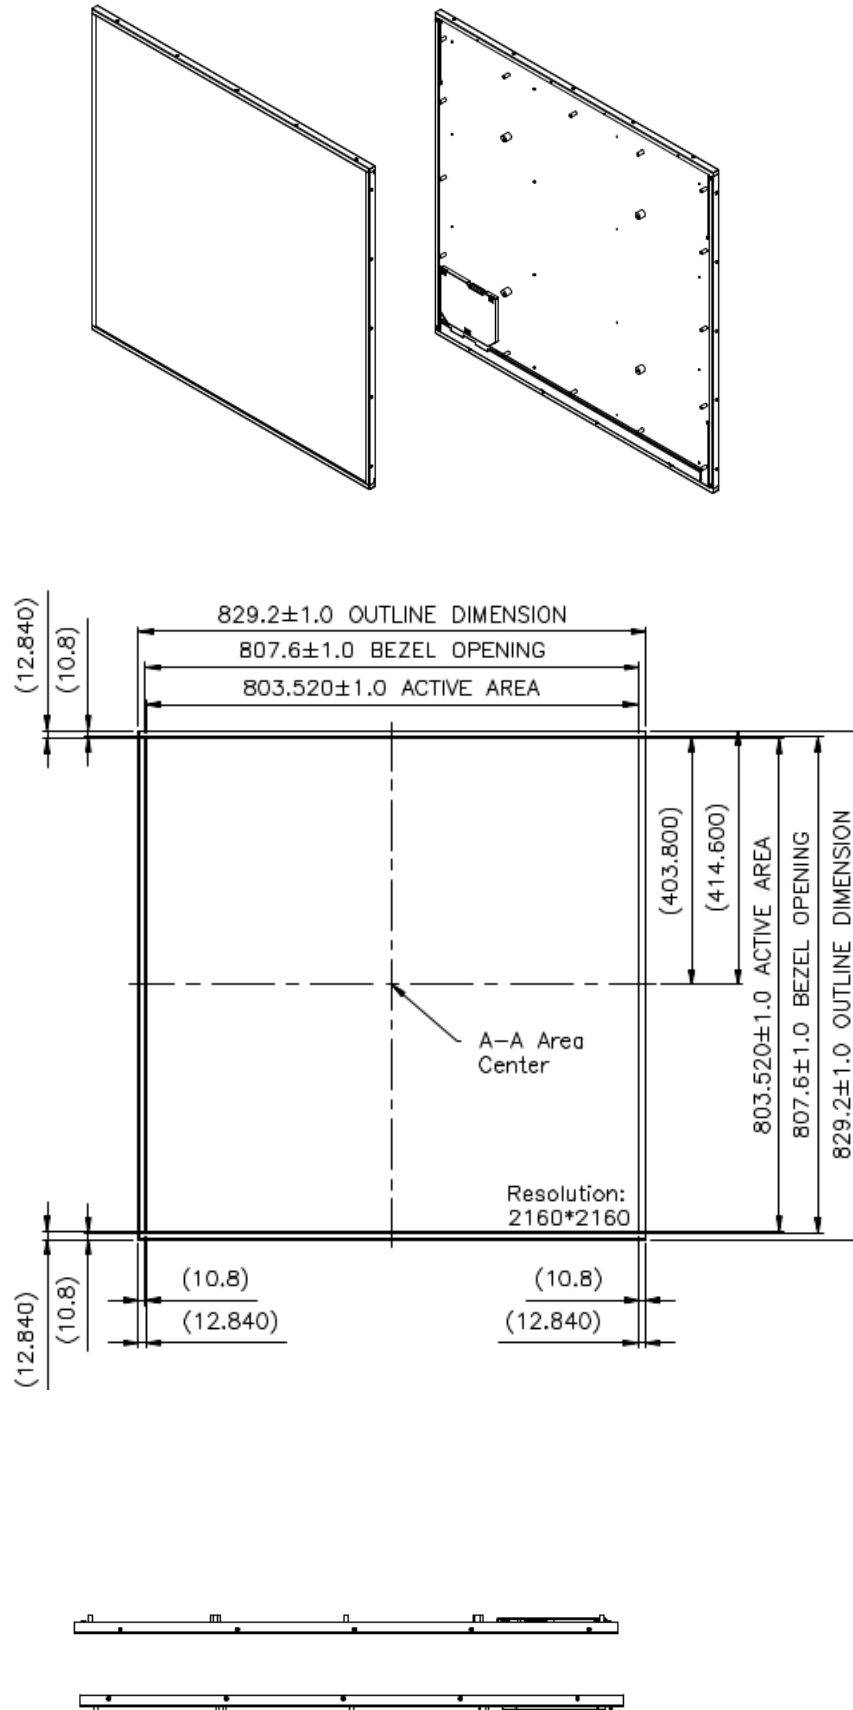 829.2±1.0 OUTLINE DIMENSION
807.6±1.0 BEZEL OPENING
803.520±1.0 ACTIVE AREA
(12.840)
(10.8)
(403.800)
(414.600)
803.520±1.0 ACTIVE AREA
807.6±1.0 BEZEL OPENING
829.2±1.0 OUTLINE DIMENSION
A-A Area
Center
Resolution:
2160*2160
(12.840)
(10.8)
(10.8)
(12.840)
(10.8)
(12.840)